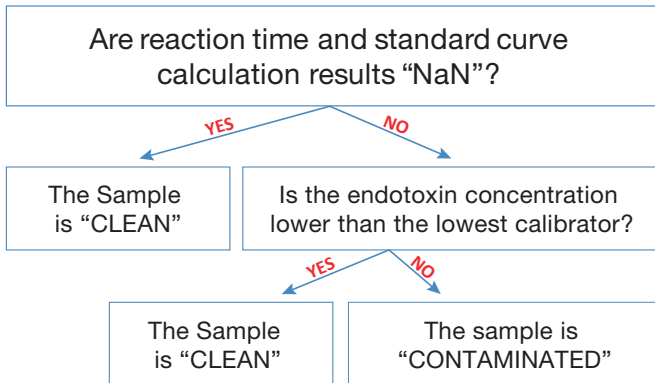 Are reaction time and standard curve
calculation results “NaN”?
YES
NO
The Sample
is “CLEAN”
Is the endotoxin concentration
lower than the lowest calibrator?
YES
NO
The Sample
is “CLEAN”
The sample is
“CONTAMINATED”